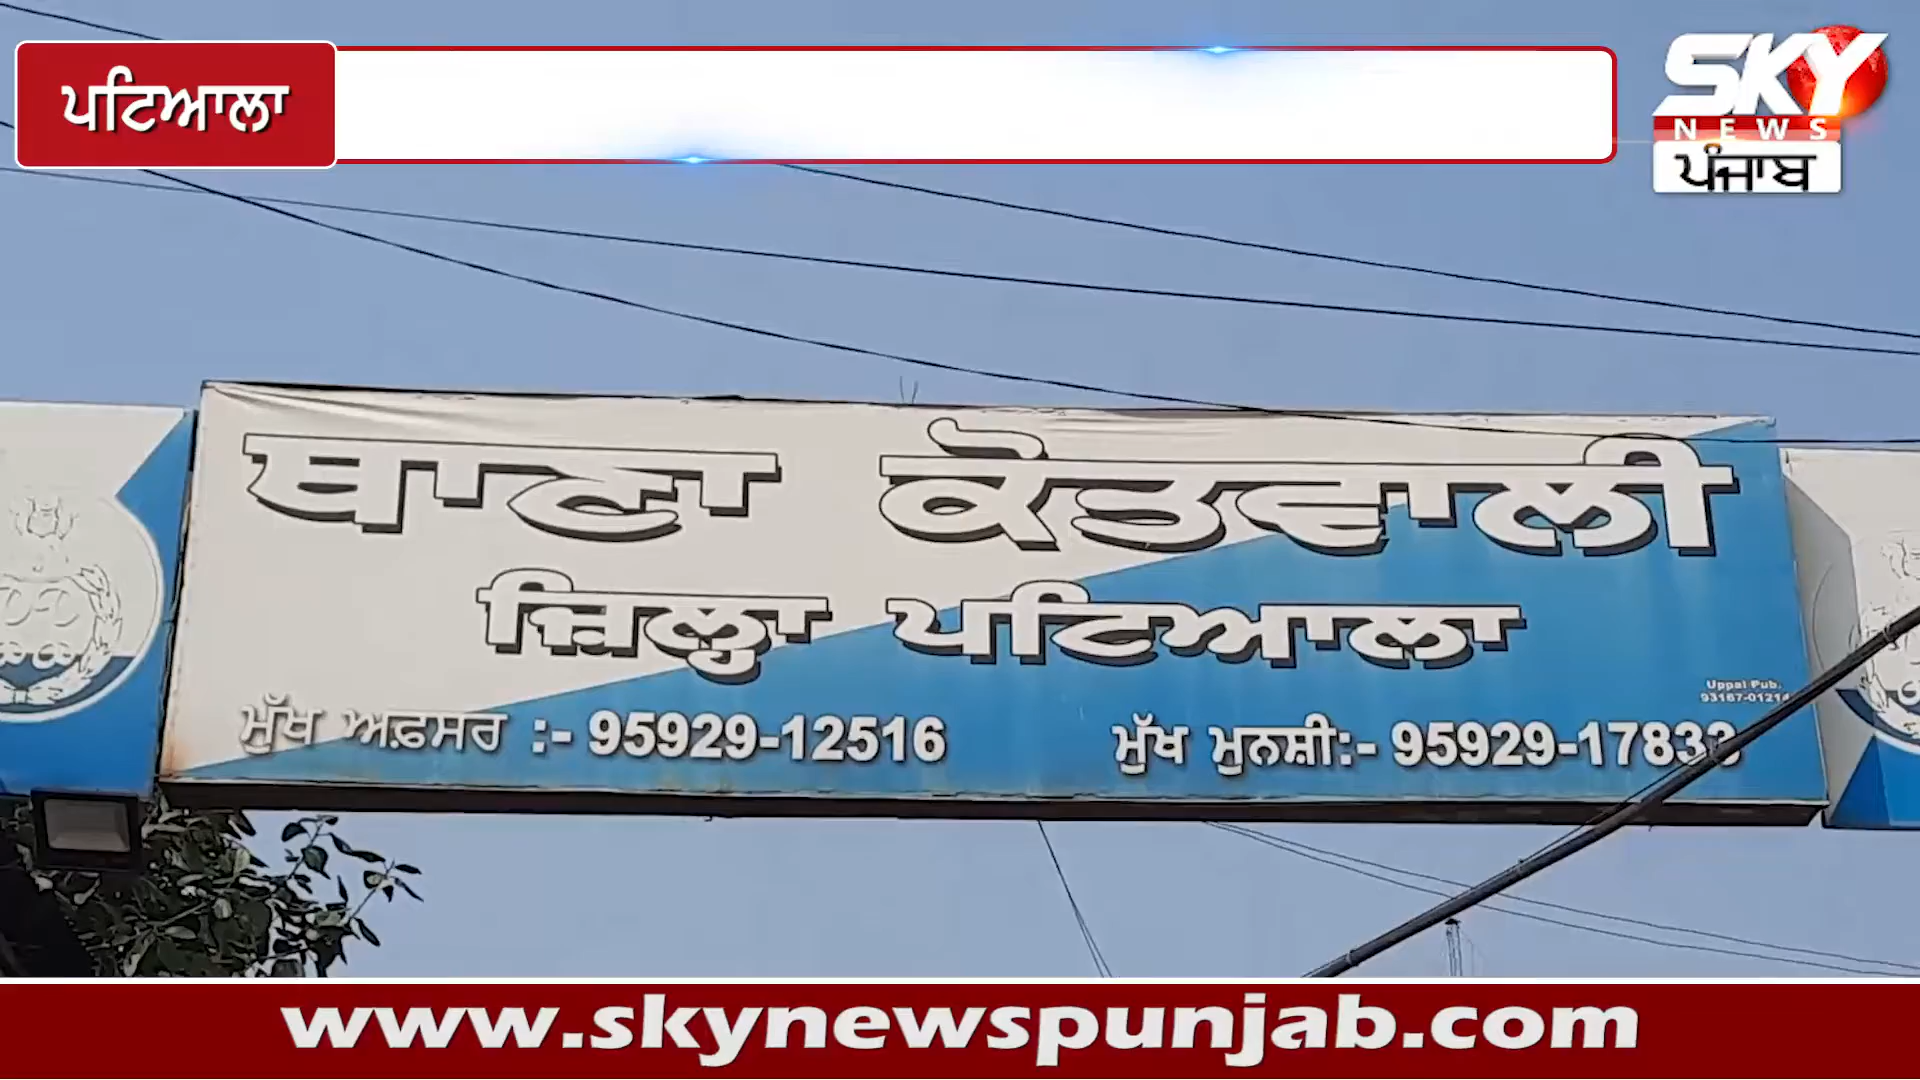 ਪਟਿਆਲਾ
SKY
NEWS
ਪੰਜਾਬ
ਥਾਣਾ ਕੋਤਵਾਲੀ
ਜ਼ਿਲ੍ਹਾ ਪਟਿਆਲਾ
Uppal Pub.
ਮੁੱਖ ਅਫ਼ਸਰ :- 95929-12516
ਮੁੱਖ ਮੁਨਸ਼ੀ:-
www.skynewspunjab.com